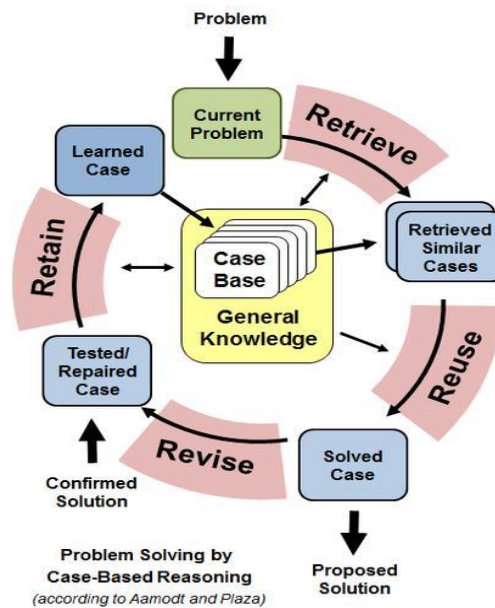 Problem
Current
Problem
Retrieve
Learned
Case
Retrieved
Similar
Cases
Case
Base
General
Knowledge
Retain
Reuse
Tested/
Repaired
Case
Revise
Solved
Case
Confirmed
Solution
Proposed
Solution
Problem Solving by
Case-Based Reasoning
(according to Aamodt and Plaza)